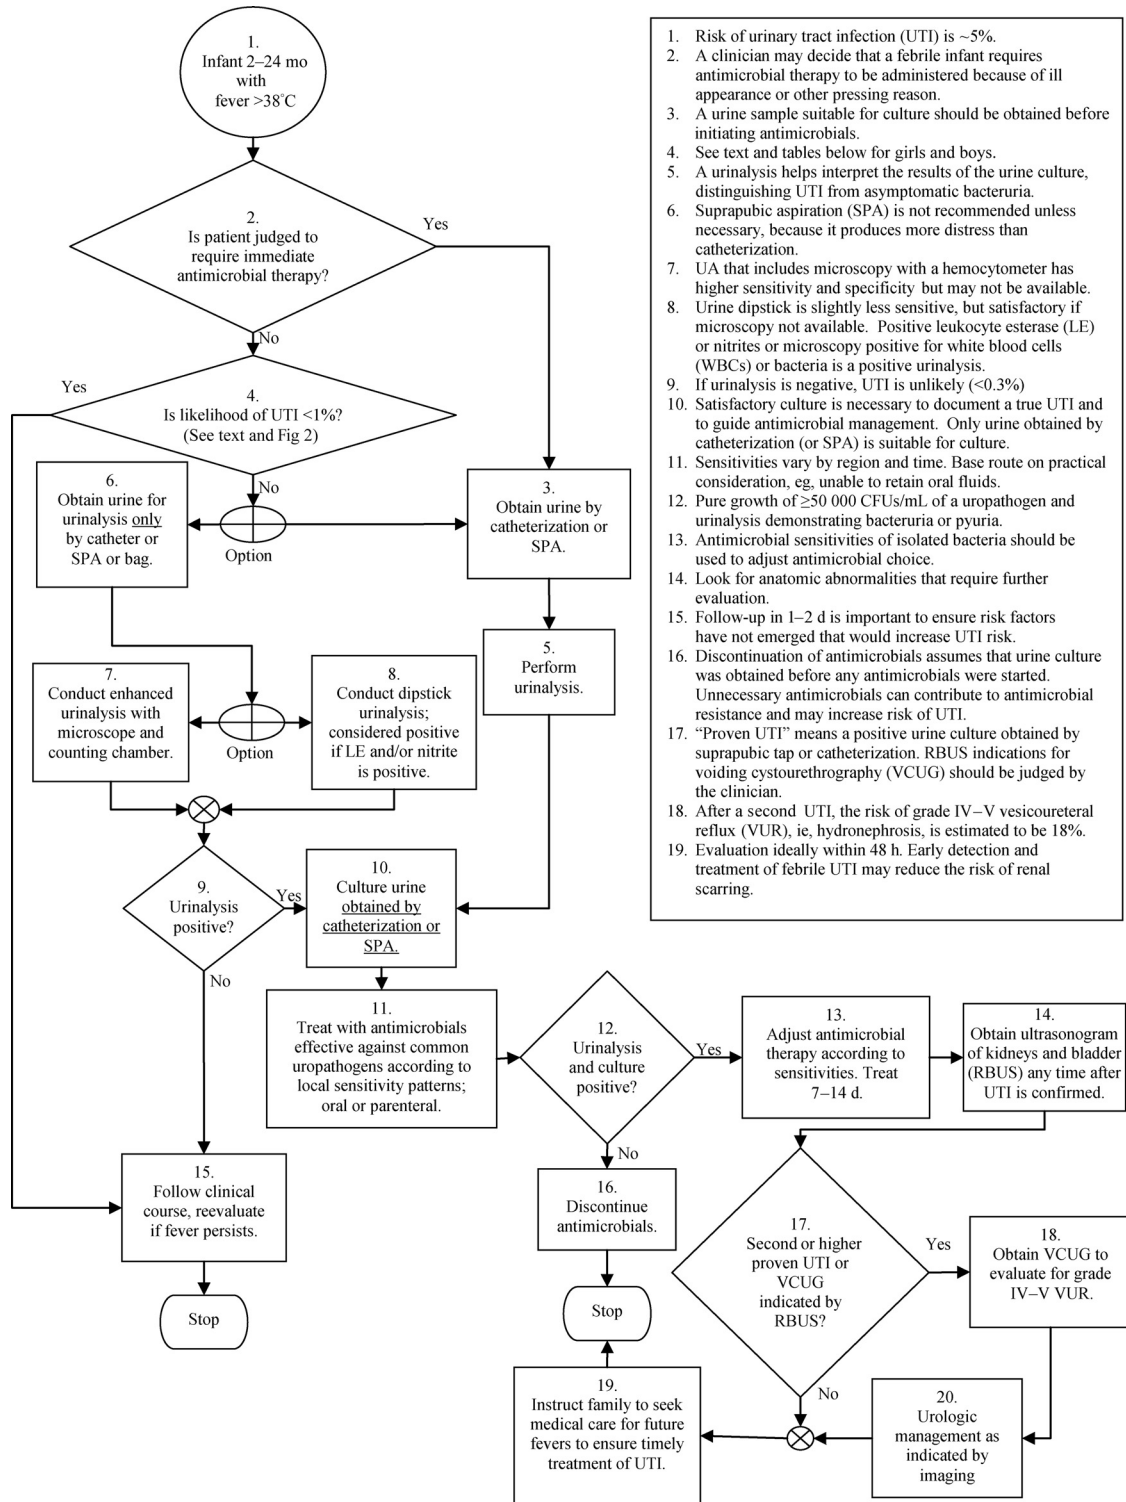 1.
Infant 2–24 mo
with
fever >38°C
2.
Is patient judged to
require immediate
antimicrobial therapy?
Yes
No
Yes
4.
Is likelihood of UTI <1%?
(See text and Fig 2)
No
6.
Obtain urine for
urinalysis only
by catheter or
SPA or bag.
Option
3.
Obtain urine by
catheterization or
SPA.
5.
Perform
urinalysis.
7.
Conduct enhanced
urinalysis with
microscope and
counting chamber.
Option
8.
Conduct dipstick
urinalysis;
considered positive
if LE and/or nitrite
is positive.
9.
Urinalysis
positive?
Yes
No
10.
Culture urine
obtained by
catheterization or
SPA.
11.
Treat with antimicrobials
effective against common
uropathogens according to
local sensitivity patterns;
oral or parenteral.
12.
Urinalysis
and culture
positive?
Yes
No
13.
Adjust antimicrobial
therapy according to
sensitivities. Treat
7–14 d.
14.
Obtain ultrasonogram
of kidneys and bladder
(RBUS) any time after
UTI is confirmed.
15.
Follow clinical
course, reevaluate
if fever persists.
Stop
16.
Discontinue
antimicrobials.
Stop
17.
Second or higher
proven UTI or
VCUG
indicated by
RBUS?
Yes
No
18.
Obtain VCUG to
evaluate for grade
IV–V VUR.
19.
Instruct family to seek
medical care for future
fevers to ensure timely
treatment of UTI.
20.
Urologic
management as
indicated by
imaging
1. Risk of urinary tract infection (UTI) is ~5%.
2. A clinician may decide that a febrile infant requires
antimicrobial therapy to be administered because of ill
appearance or other pressing reason.
3. A urine sample suitable for culture should be obtained before
initiating antimicrobials.
4. See text and tables below for girls and boys.
5. A urinalysis helps interpret the results of the urine culture,
distinguishing UTI from asymptomatic bacteruria.
6. Suprapubic aspiration (SPA) is not recommended unless
necessary, because it produces more distress than
catheterization.
7. UA that includes microscopy with a hemocytometer has
higher sensitivity and specificity but may not be available.
8. Urine dipstick is slightly less sensitive, but satisfactory if
microscopy not available. Positive leukocyte esterase (LE)
or nitrites or microscopy positive for white blood cells
(WBCs) or bacteria is a positive urinalysis.
9. If urinalysis is negative, UTI is unlikely (<0.3%)
10. Satisfactory culture is necessary to document a true UTI and
to guide antimicrobial management. Only urine obtained by
catheterization (or SPA) is suitable for culture.
11. Sensitivities vary by region and time. Base route on practical
consideration, eg, unable to retain oral fluids.
12. Pure growth of ≥50 000 CFUs/mL of a uropathogen and
urinalysis demonstrating bacteruria or pyuria.
13. Antimicrobial sensitivities of isolated bacteria should be
used to adjust antimicrobial choice.
14. Look for anatomic abnormalities that require further
evaluation.
15. Follow-up in 1–2 d is important to ensure risk factors
have not emerged that would increase UTI risk.
16. Discontinuation of antimicrobials assumes that urine culture
was obtained before any antimicrobials were started.
Unnecessary antimicrobials can contribute to antimicrobial
resistance and may increase risk of UTI.
17. “Proven UTI” means a positive urine culture obtained by
suprapubic tap or catheterization. RBUS indications for
voiding cystourethrography (VCUG) should be judged by
the clinician.
18. After a second UTI, the risk of grade IV–V vesicoureteral
reflux (VUR), ie, hydronephrosis, is estimated to be 18%.
19. Evaluation ideally within 48 h. Early detection and
treatment of febrile UTI may reduce the risk of renal
scarring.